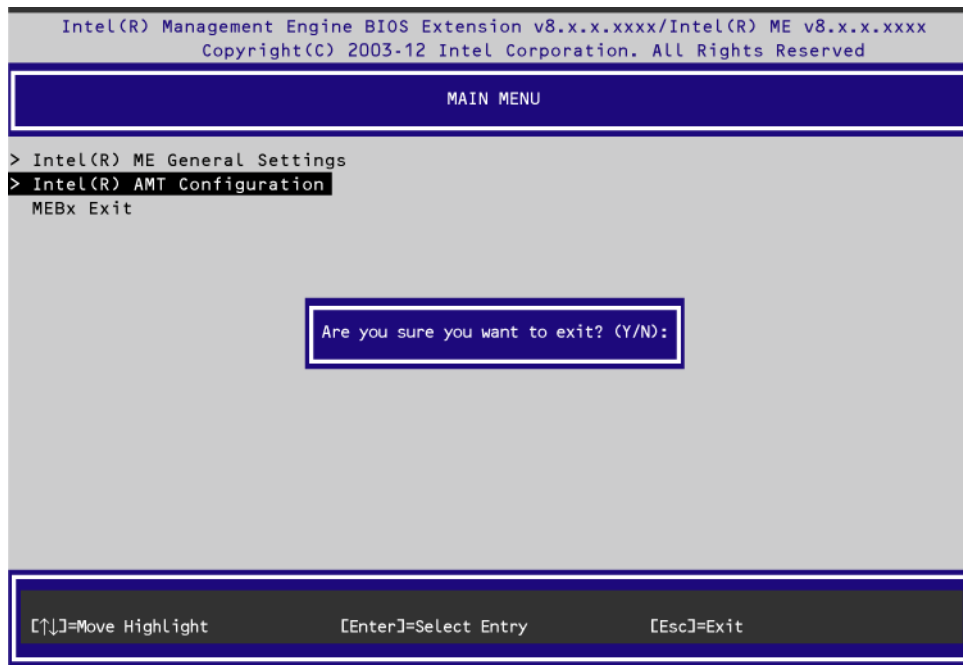 Intel(R) Management Engine BIOS Extension v8.x.x.xxxx/Intel(R) ME v8.x.x.xxxx
Copyright(C) 2003-12 Intel Corporation. All Rights Reserved
MAIN MENU
> Intel(R) ME General Settings
> Intel(R) AMT Configuration
MEBx Exit
Are you sure you want to exit? (Y/N):
[↑↓]=Move Highlight [Enter]=Select Entry [Esc]=Exit